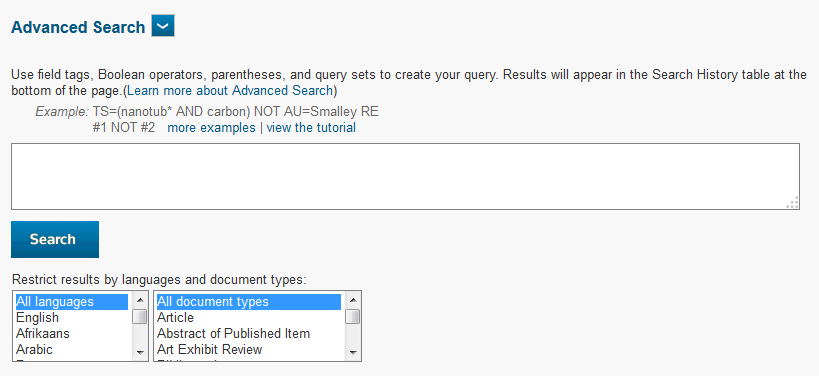 Advanced Search
Use field tags, Boolean operators, parentheses, and query sets to create your query. Results will appear in the Search History table at the
bottom of the page.(Learn more about Advanced Search)
Example: TS=(nanotub* AND carbon) NOT AU=Smalley RE
#1 NOT #2 more examples | view the tutorial
Search
Restrict results by languages and document types:
All languages All document types
English Article
Afrikaans Abstract of Published Item
Arabic Art Exhibit Review